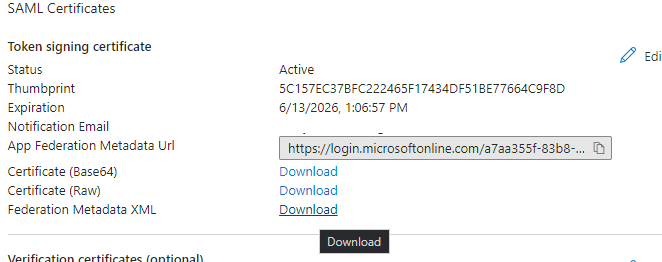 SAML Certificates
Token signing certificate
Edi
Status Active
Thumbprint 5C157EC37BFC222465F17434DF51BE77664C9F8D
Expiration 6/13/2026, 1:06:57 PM
Notification Email
App Federation Metadata Url https://login.microsoftonline.com/a7aa355f-83b8-...
Certificate (Base64) Download
Certificate (Raw) Download
Federation Metadata XML Download
Download
Verification certificates (optional)